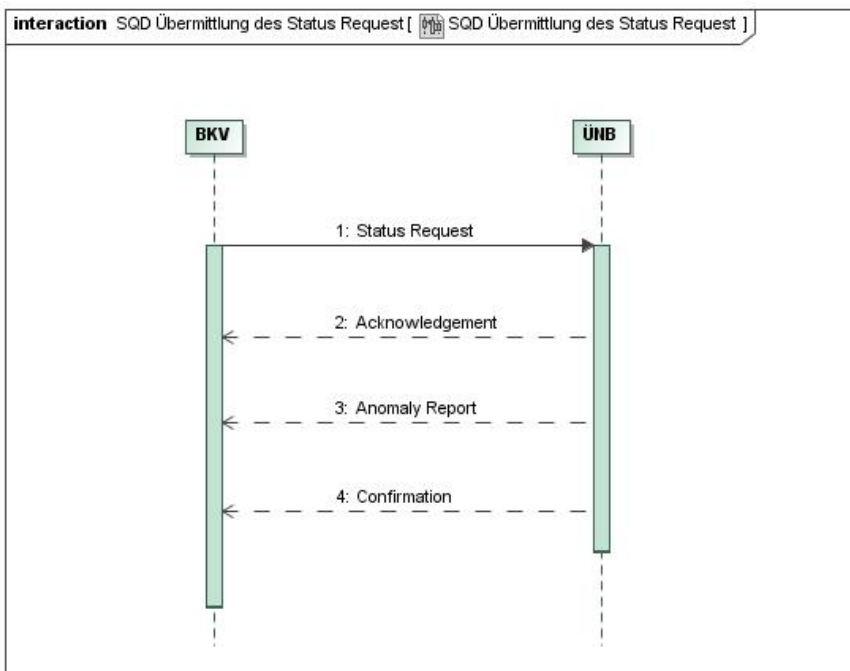 interaction SQD Übermittlung des Status Request [ SQD Übermittlung des Status Request ]
BKV ÜNB
1: Status Request
2: Acknowledgement
3: Anomaly Report
4: Confirmation